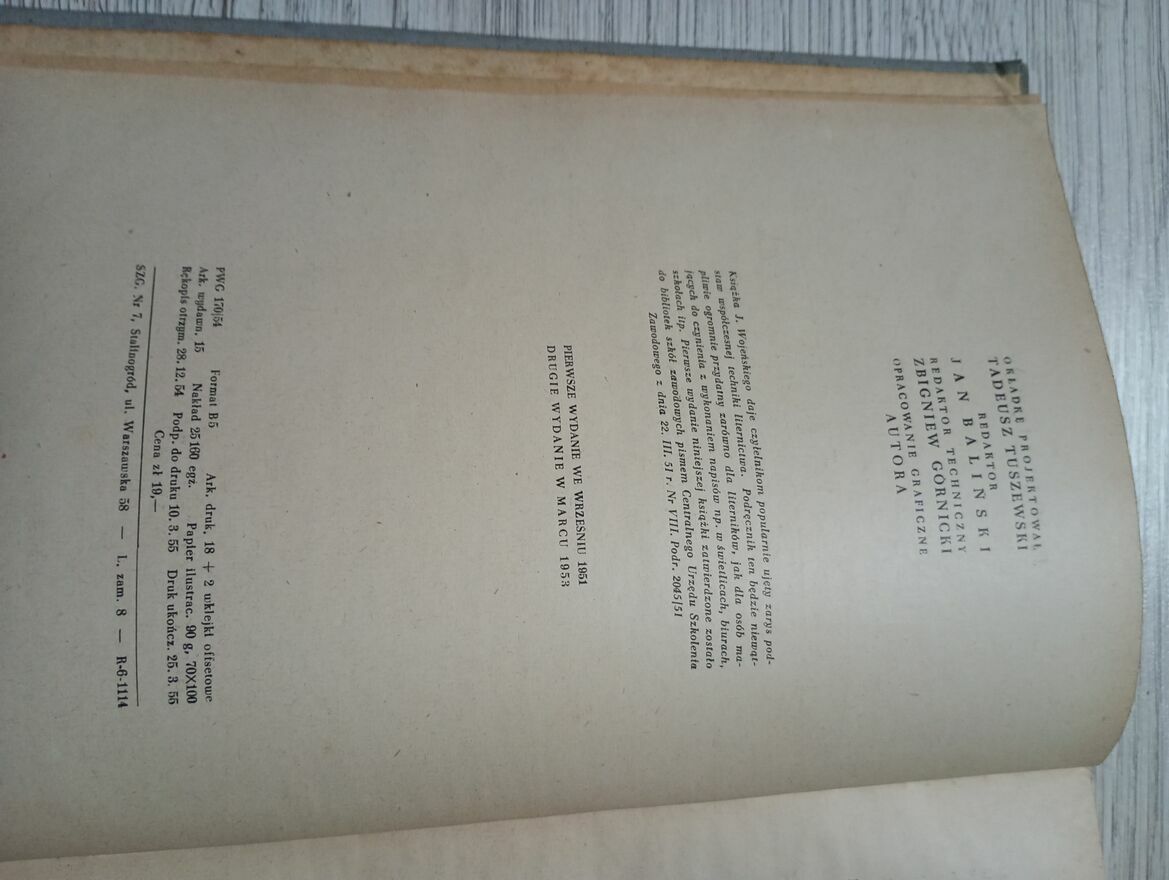 OKŁADKĘ PROJEKTOWAŁ
TADEUSZ TUSZEWSKI
REDAKTOR
JAN BALIŃSKI
REDAKTOR TECHNICZNY
ZBIGNIEW GÓRNICKI
OPRACOWANIE GRAFICZNE
AUTORA
Książka J. Wojeńskiego daje czytelnikom popularnie ujęty zarys pod-
staw współczesnej techniki liternictwa. Podręcznik ten będzie niewąt-
pliwie ogromnie przydatny zarówno dla literników, jak dla osób ma-
jących do czynienia z wykonaniem napisów np. w świetlicach, biurach,
szkołach itp. Pierwsze wydanie niniejszej książki zatwierdzone zostało
do bibliotek szkół zawodowych pismem Centralnego Urzędu Szkolenia
Zawodowego z dnia 22. III. 51 r. Nr VIII. Podr. 2045/51
PIERWSZE WYDANIE WE WRZEŚNIU 1951
DRUGIE WYDANIE W MARCU 1953
PWG 170/54
Ark. wydawn. 15 Format B5 Ark. druk. 18 + 2 wklejki offsetowe
Rękopis otrzym. 28. 12. 54 Nakład 25160 egz. Papier ilustrac. 90 g, 70X100
Podp. do druku 10. 3. 55 Druk ukończ. 25. 3. 55
Cena zł 19,—
SZG. Nr 7, Stalinogród, ul. Warszawska 58 — L. zam. 8 — R-6-1114